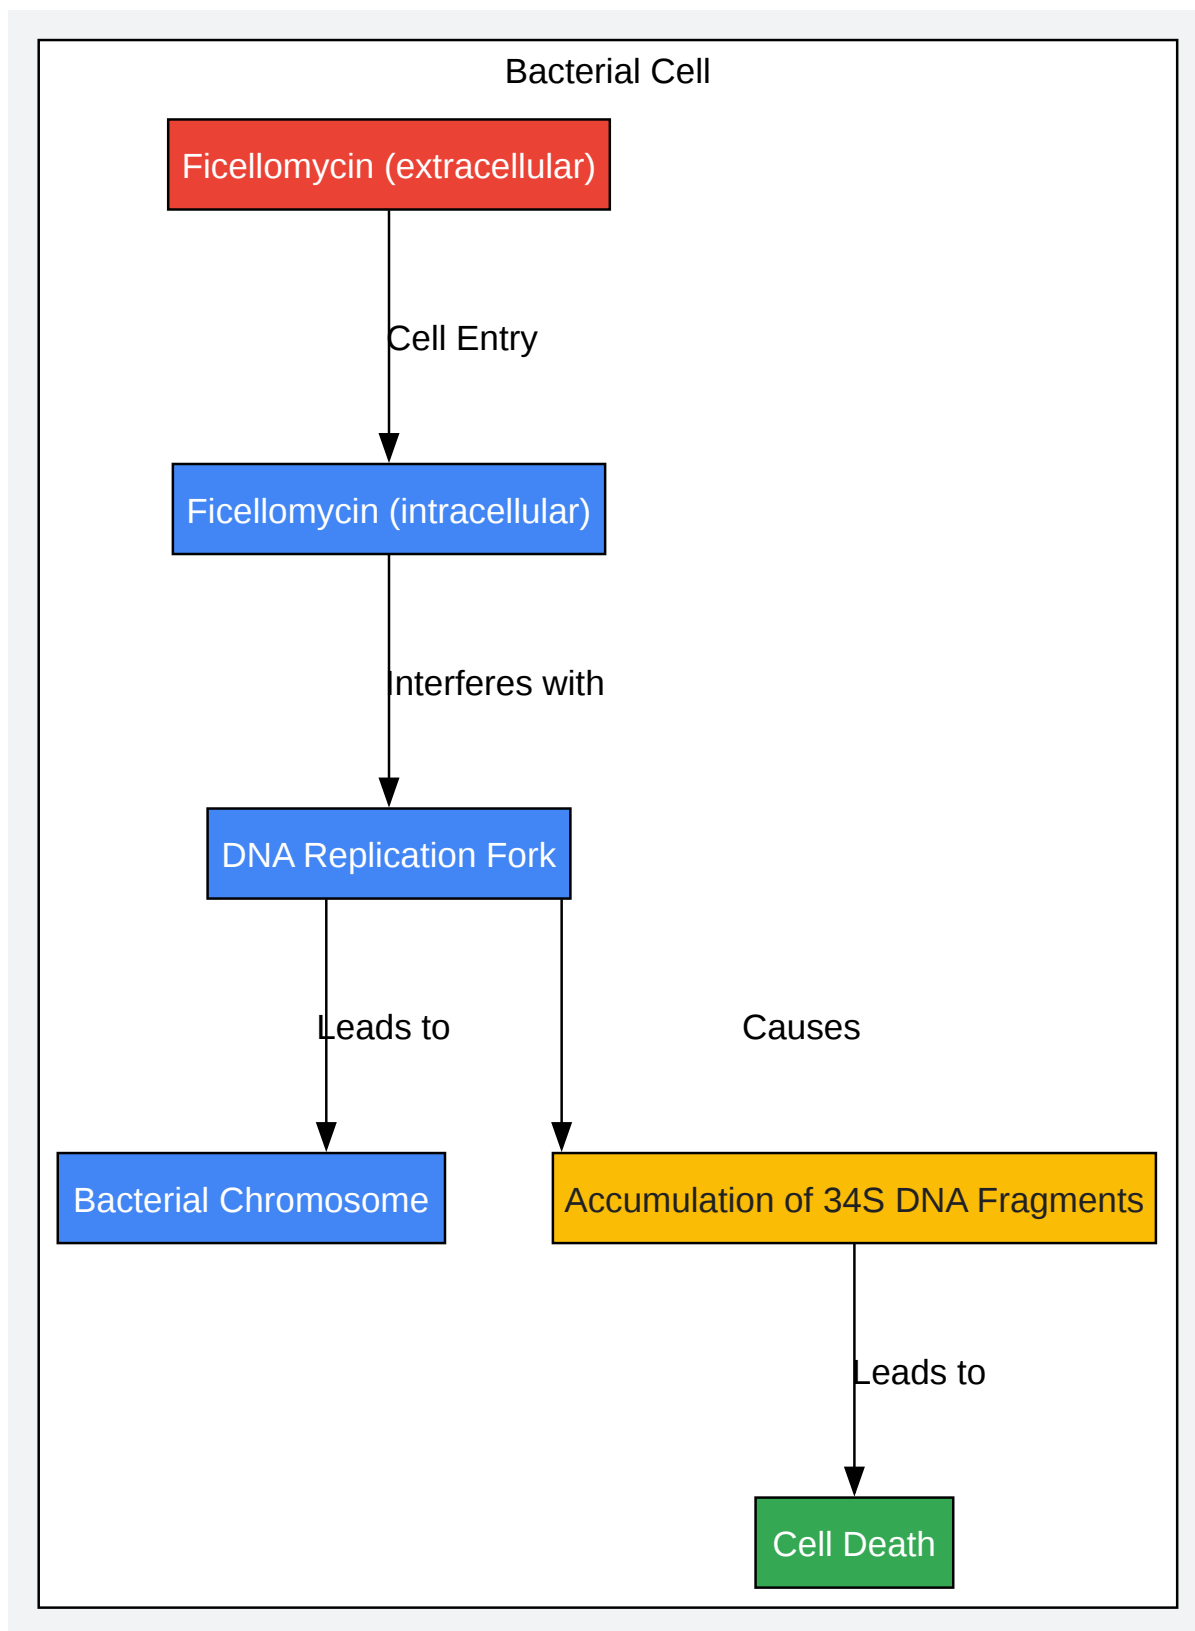 Bacterial Cell
Ficellomycin (extracellular)
Cell Entry
Ficellomycin (intracellular)
Interferes with
DNA Replication Fork
Leads to
Causes
Bacterial Chromosome
Accumulation of 34S DNA Fragments
Leads to
Cell Death